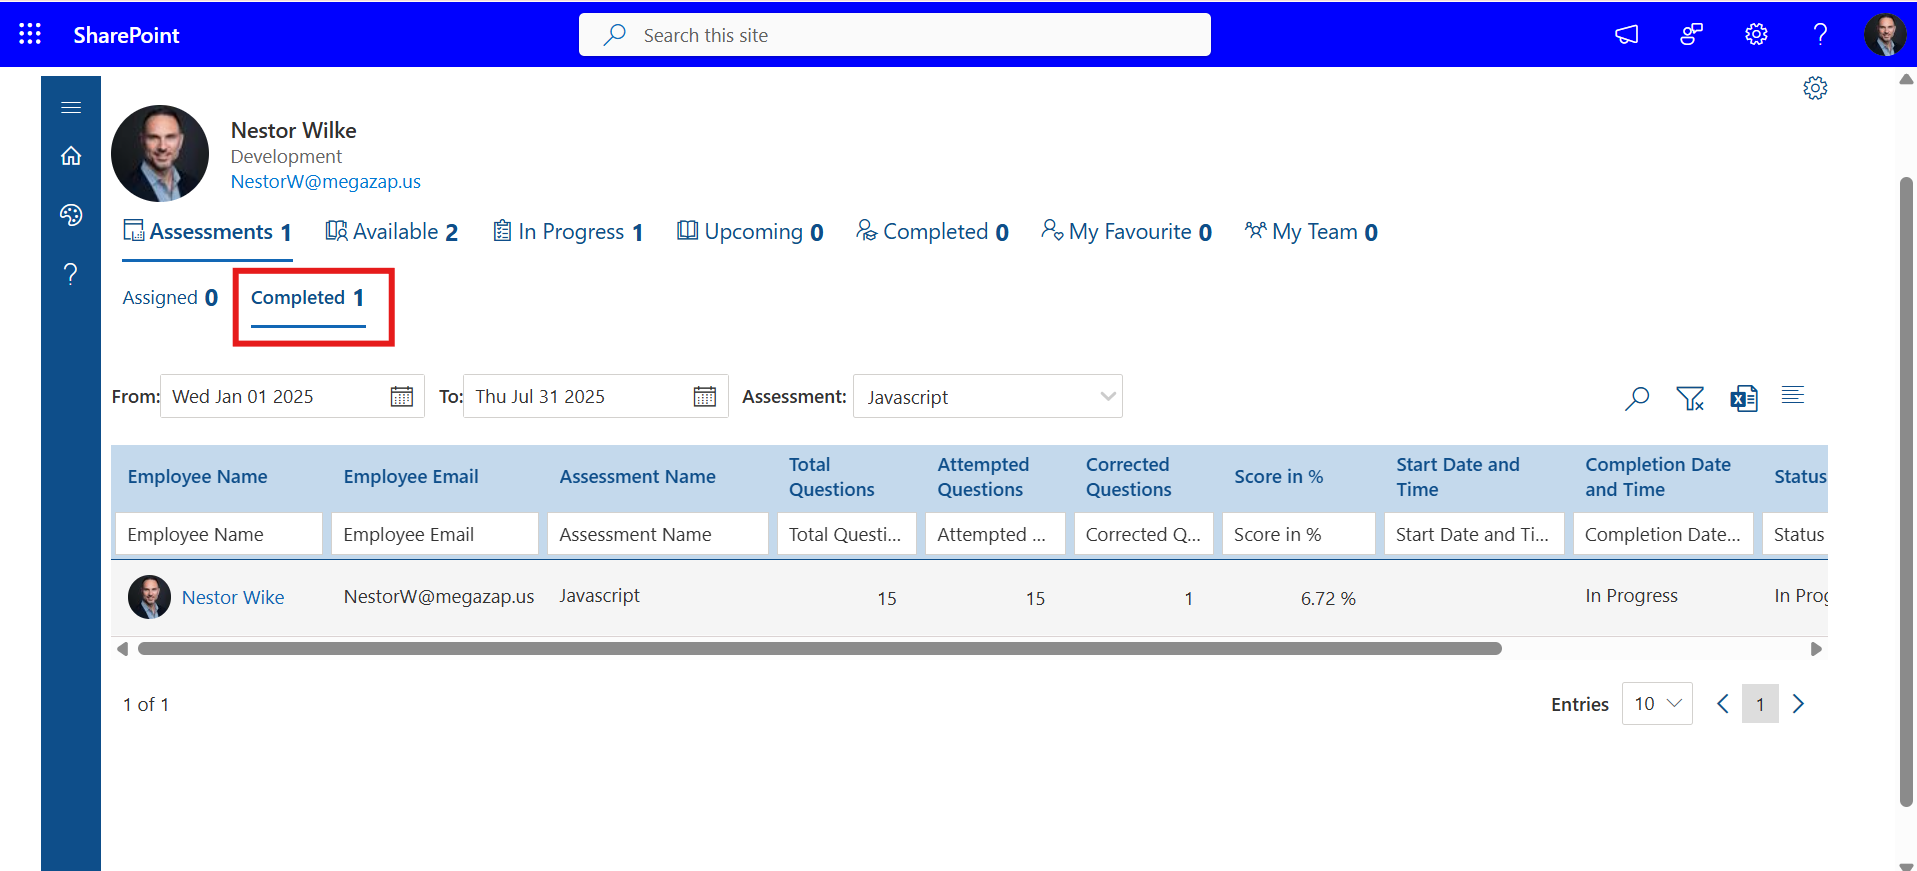 SharePoint
Search this site
Nestor Wilke
Development
NestorW@megazap.us
Assessments 1 Available 2 In Progress 1 Upcoming 0 Completed 0 My Favourite 0 My Team 0
Assigned 0 Completed 1
From: Wed Jan 01 2025 To: Thu Jul 31 2025 Assessment: Javascript
Employee Name Employee Email Assessment Name Total Questions Attempted Questions Corrected Questions Score in % Start Date and Time Completion Date and Time Status
Employee Name Employee Email Assessment Name Total Questi... Attempted ... Corrected Q... Score in % Start Date and Ti... Completion Date... Status
Nestor Wike NestorW@megazap.us Javascript 15 15 1 6.72 % In Progress In Prog
1 of 1 Entries 10 1